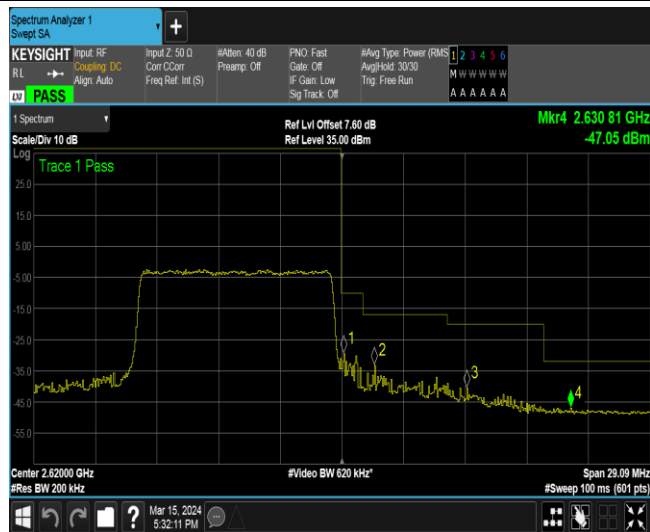 Spectrum Analyzer 1
Swept SA
+
KEYSIGHT Input: RF Input Z: 50 Ω #Atten: 40 dB PNO: Fast #Avg Type: Power (RMS 1 2 3 4 5 6
RL Coupling: DC Corr CCorr Preamp: Off Gate: Off Avg|Hold: 30/30 M W W W W W
Align: Auto Freq Ref: Int (S) IF Gain: Low Trig: Free Run
LXI PASS Sig Track: Off A A A A A A
1 Spectrum Ref Lvl Offset 7.60 dB Mkr4 2.630 81 GHz
Scale/Div 10 dB Ref Level 35.00 dBm -47.05 dBm
Log
Trace 1 Pass
25.0
15.0
5.00
-5.00
-15.0
-25.0
1
2
-35.0
3
-45.0
4
-55.0
Center 2.62000 GHz #Video BW 620 kHz* Span 29.09 MHz
#Res BW 200 kHz #Sweep 100 ms (601 pts)
? Mar 15, 2024
5:32:11 PM